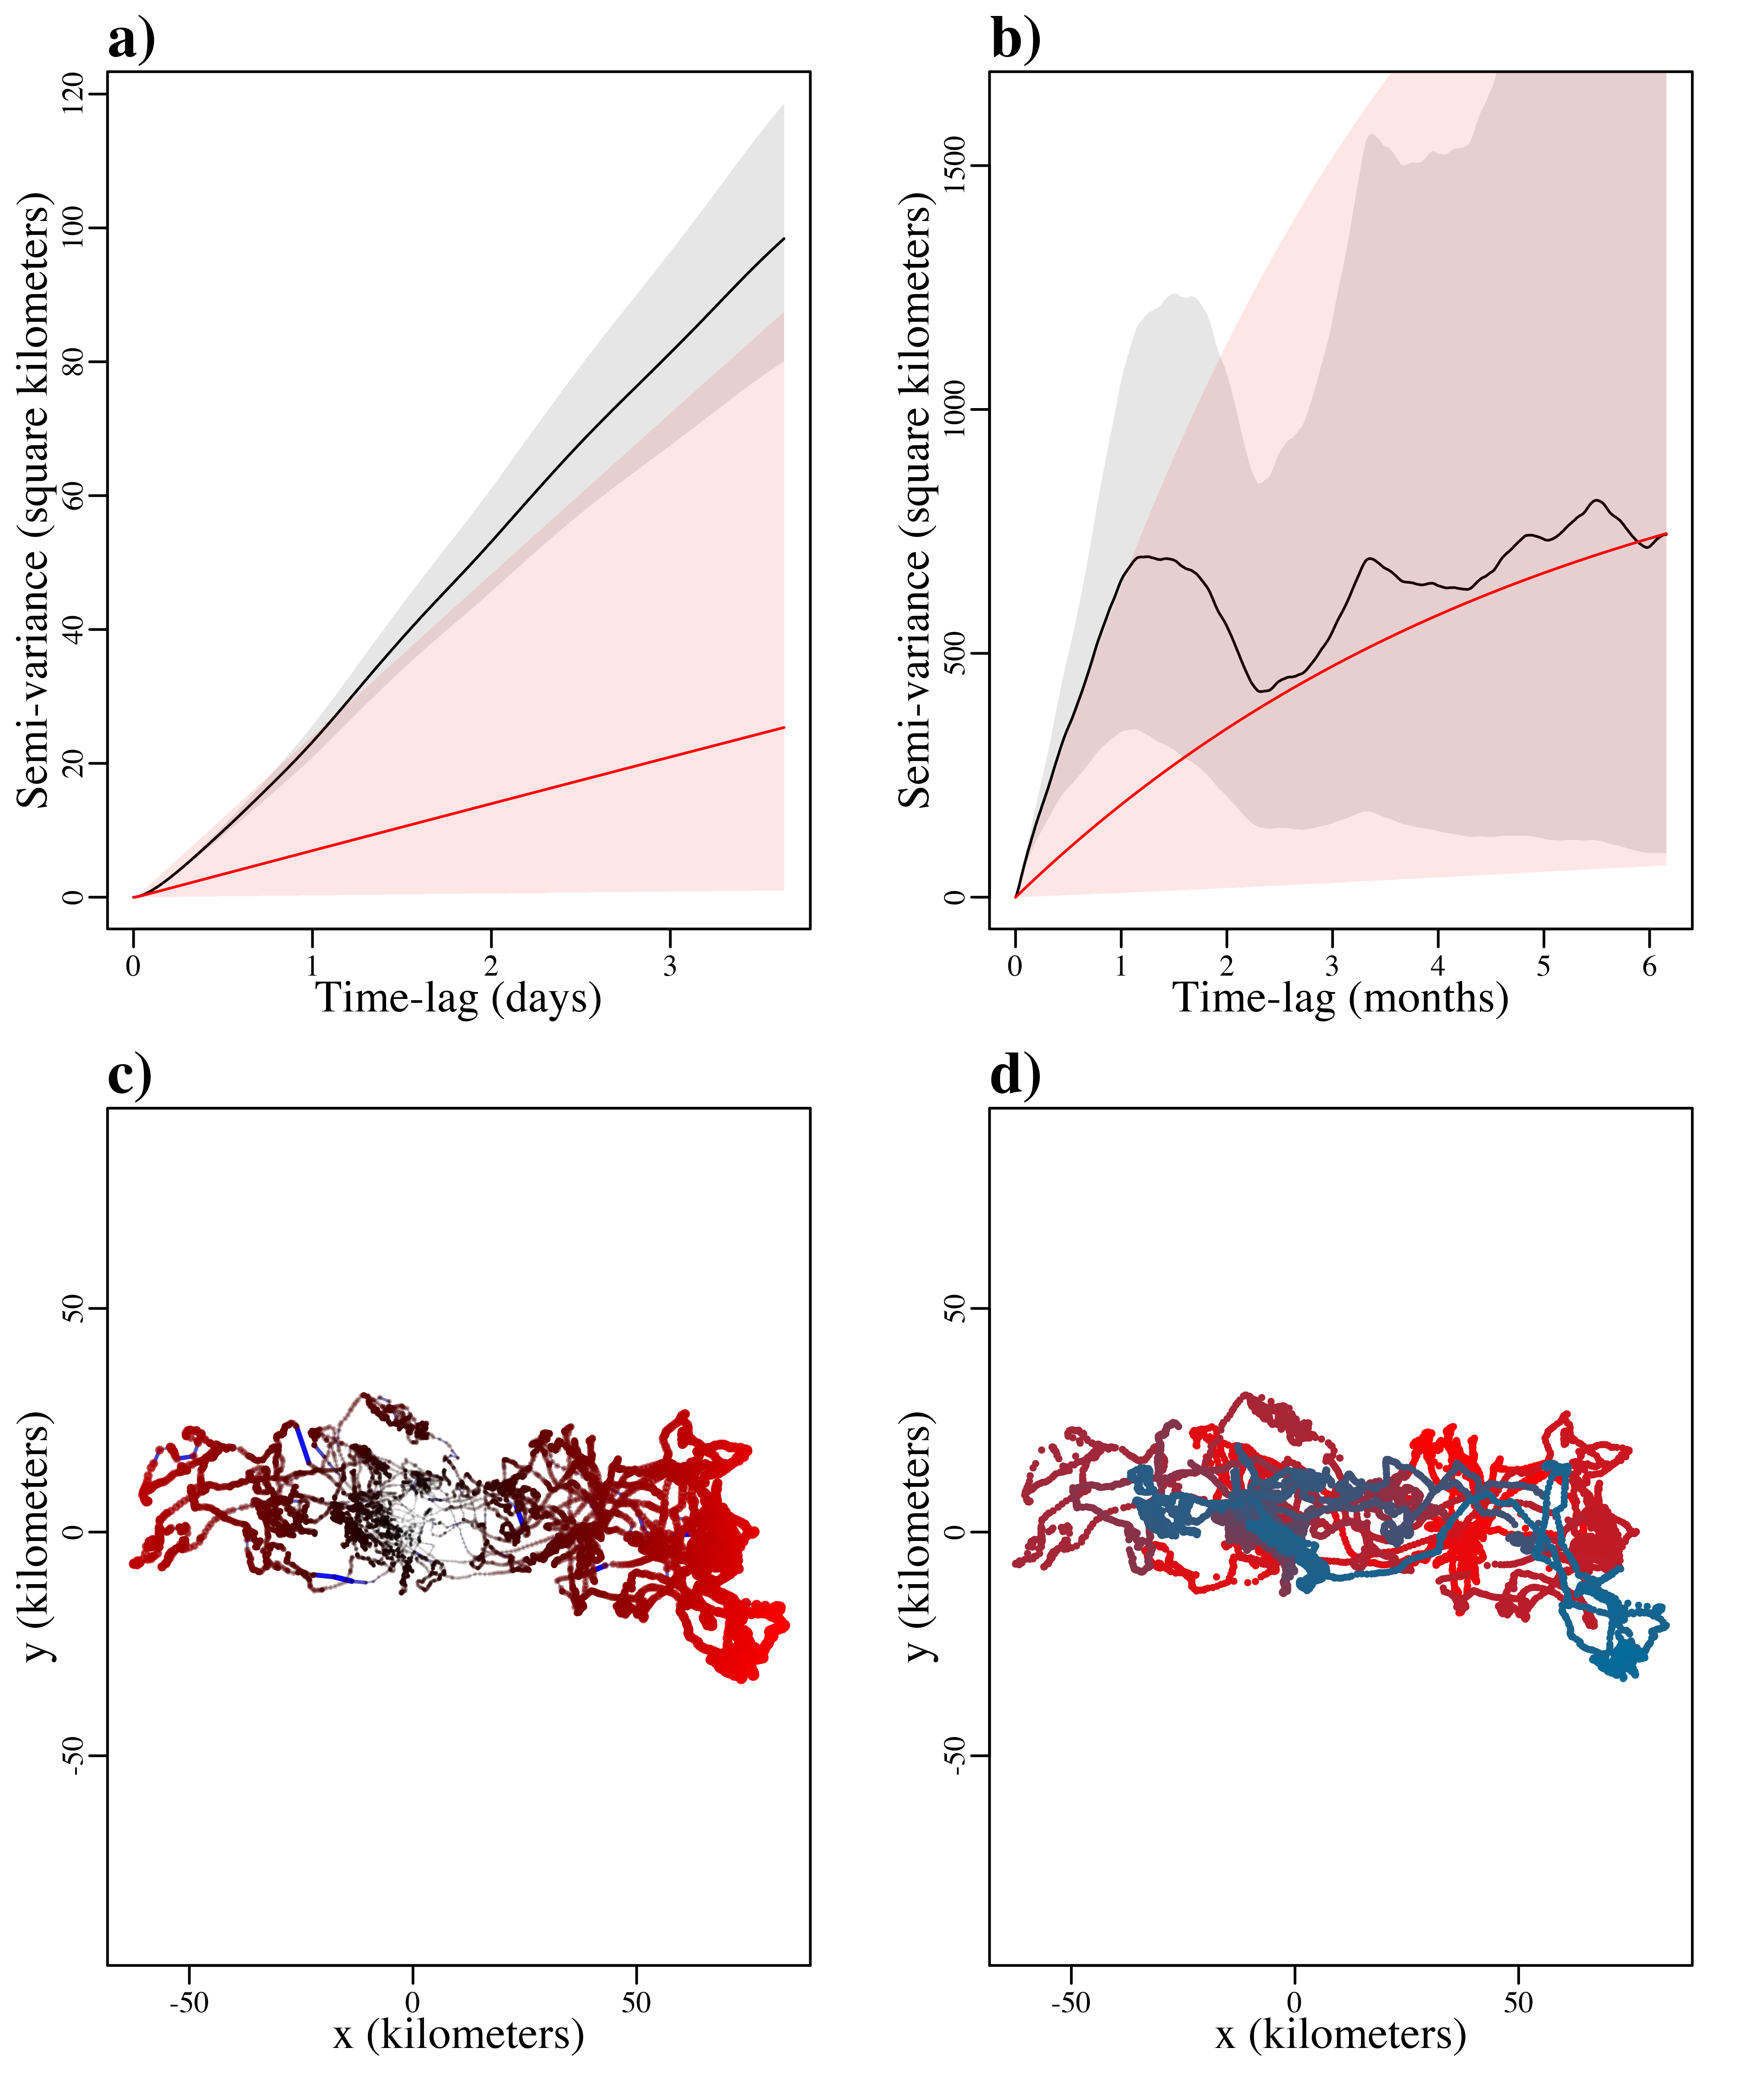 a)
Semi-variance (square kilometers)
0 20 40 60 80 100 120
0 1 2 3
Time-lag (days)
b)
Semi-variance (square kilometers)
0 500 1000 1500
0 1 2 3 4 5 6
Time-lag (months)
c)
y (kilometers)
-50 0 50
-50 0 50
x (kilometers)
d)
y (kilometers)
-50 0 50
-50 0 50
x (kilometers)